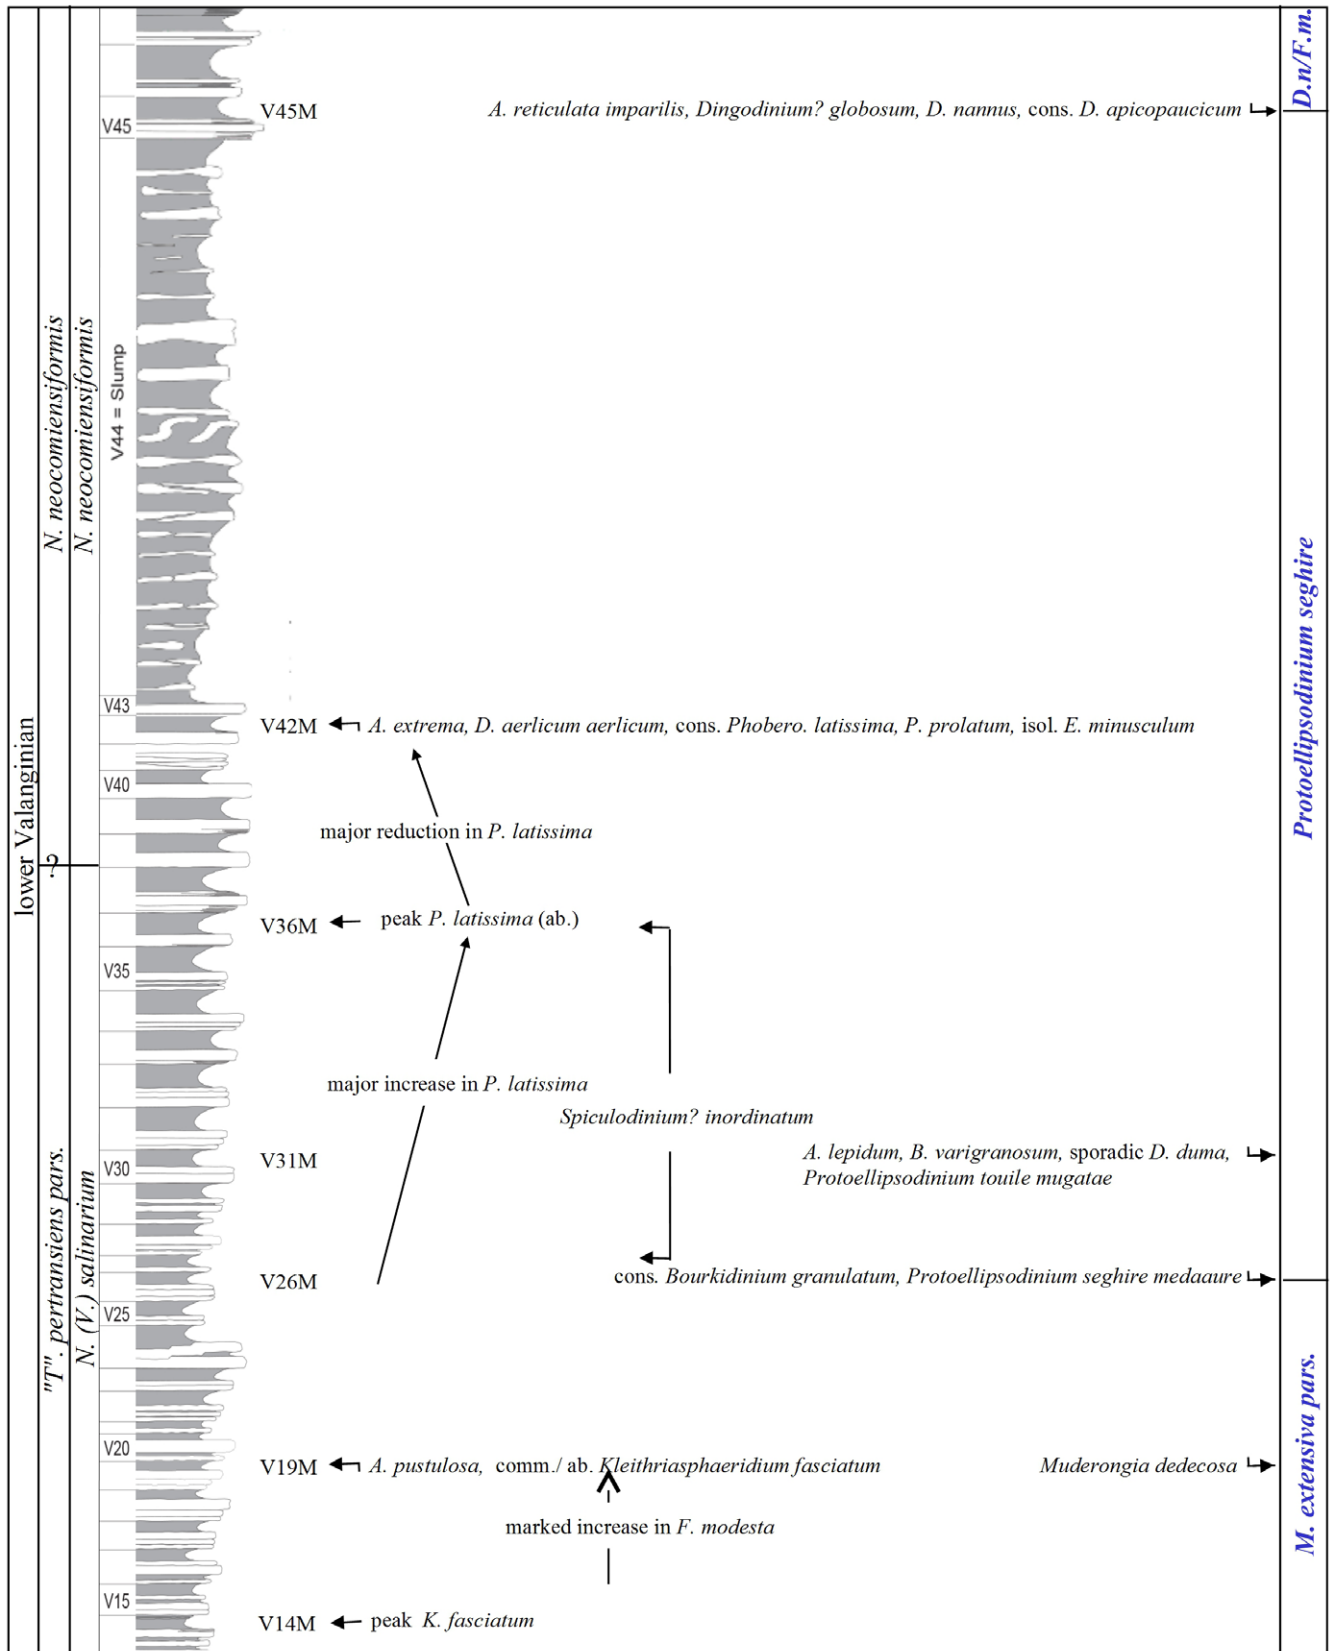 D.n/F.m.
V45M
A. reticulata imparilis, Dingodinium? globosum, D. nannus, cons. D. apicopaucicum
V45
N. neocomiensiformis
N. neocomiensiformis
V44 = Slump
Protoellipsodinium seghire
V43
V42M
A. extrema, D. aerlicum aerlicum, cons. Phobero. latissima, P. prolatum, isol. E. minusculum
V40
lower Valanginian
major reduction in P. latissima
?
V36M
peak P. latissima (ab.)
V35
major increase in P. latissima
Spiculodinium? inordinatum
"T". pertransiens pars.
N. (V.) salinarium
V31M
A. lepidum, B. varigranosum, sporadic D. duma,
Protoellipsodinium touile mugatae
V30
V26M
cons. Bourkidinium granulatum, Protoellipsodinium seghire medaaure
V25
M. extensiva pars.
V20
V19M
A. pustulosa, comm./ ab. Kleithriasphaeridium fasciatum
Muderongia dedecosa
marked increase in F. modesta
V15
V14M
peak K. fasciatum